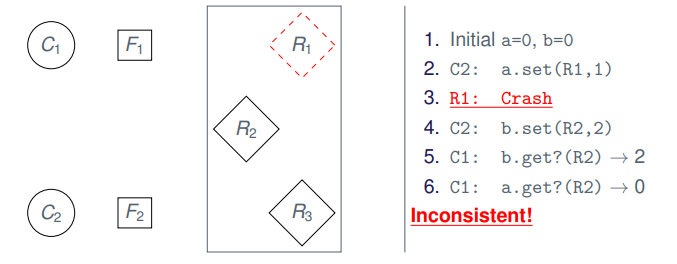 C1
F1
R1
R2
C2
F2
R3
1. Initial a=0, b=0
2. C2: a.set(R1,1)
3. R1: Crash
4. C2: b.set(R2,2)
5. C1: b.get?(R2) → 2
6. C1: a.get?(R2) → 0
Inconsistent!